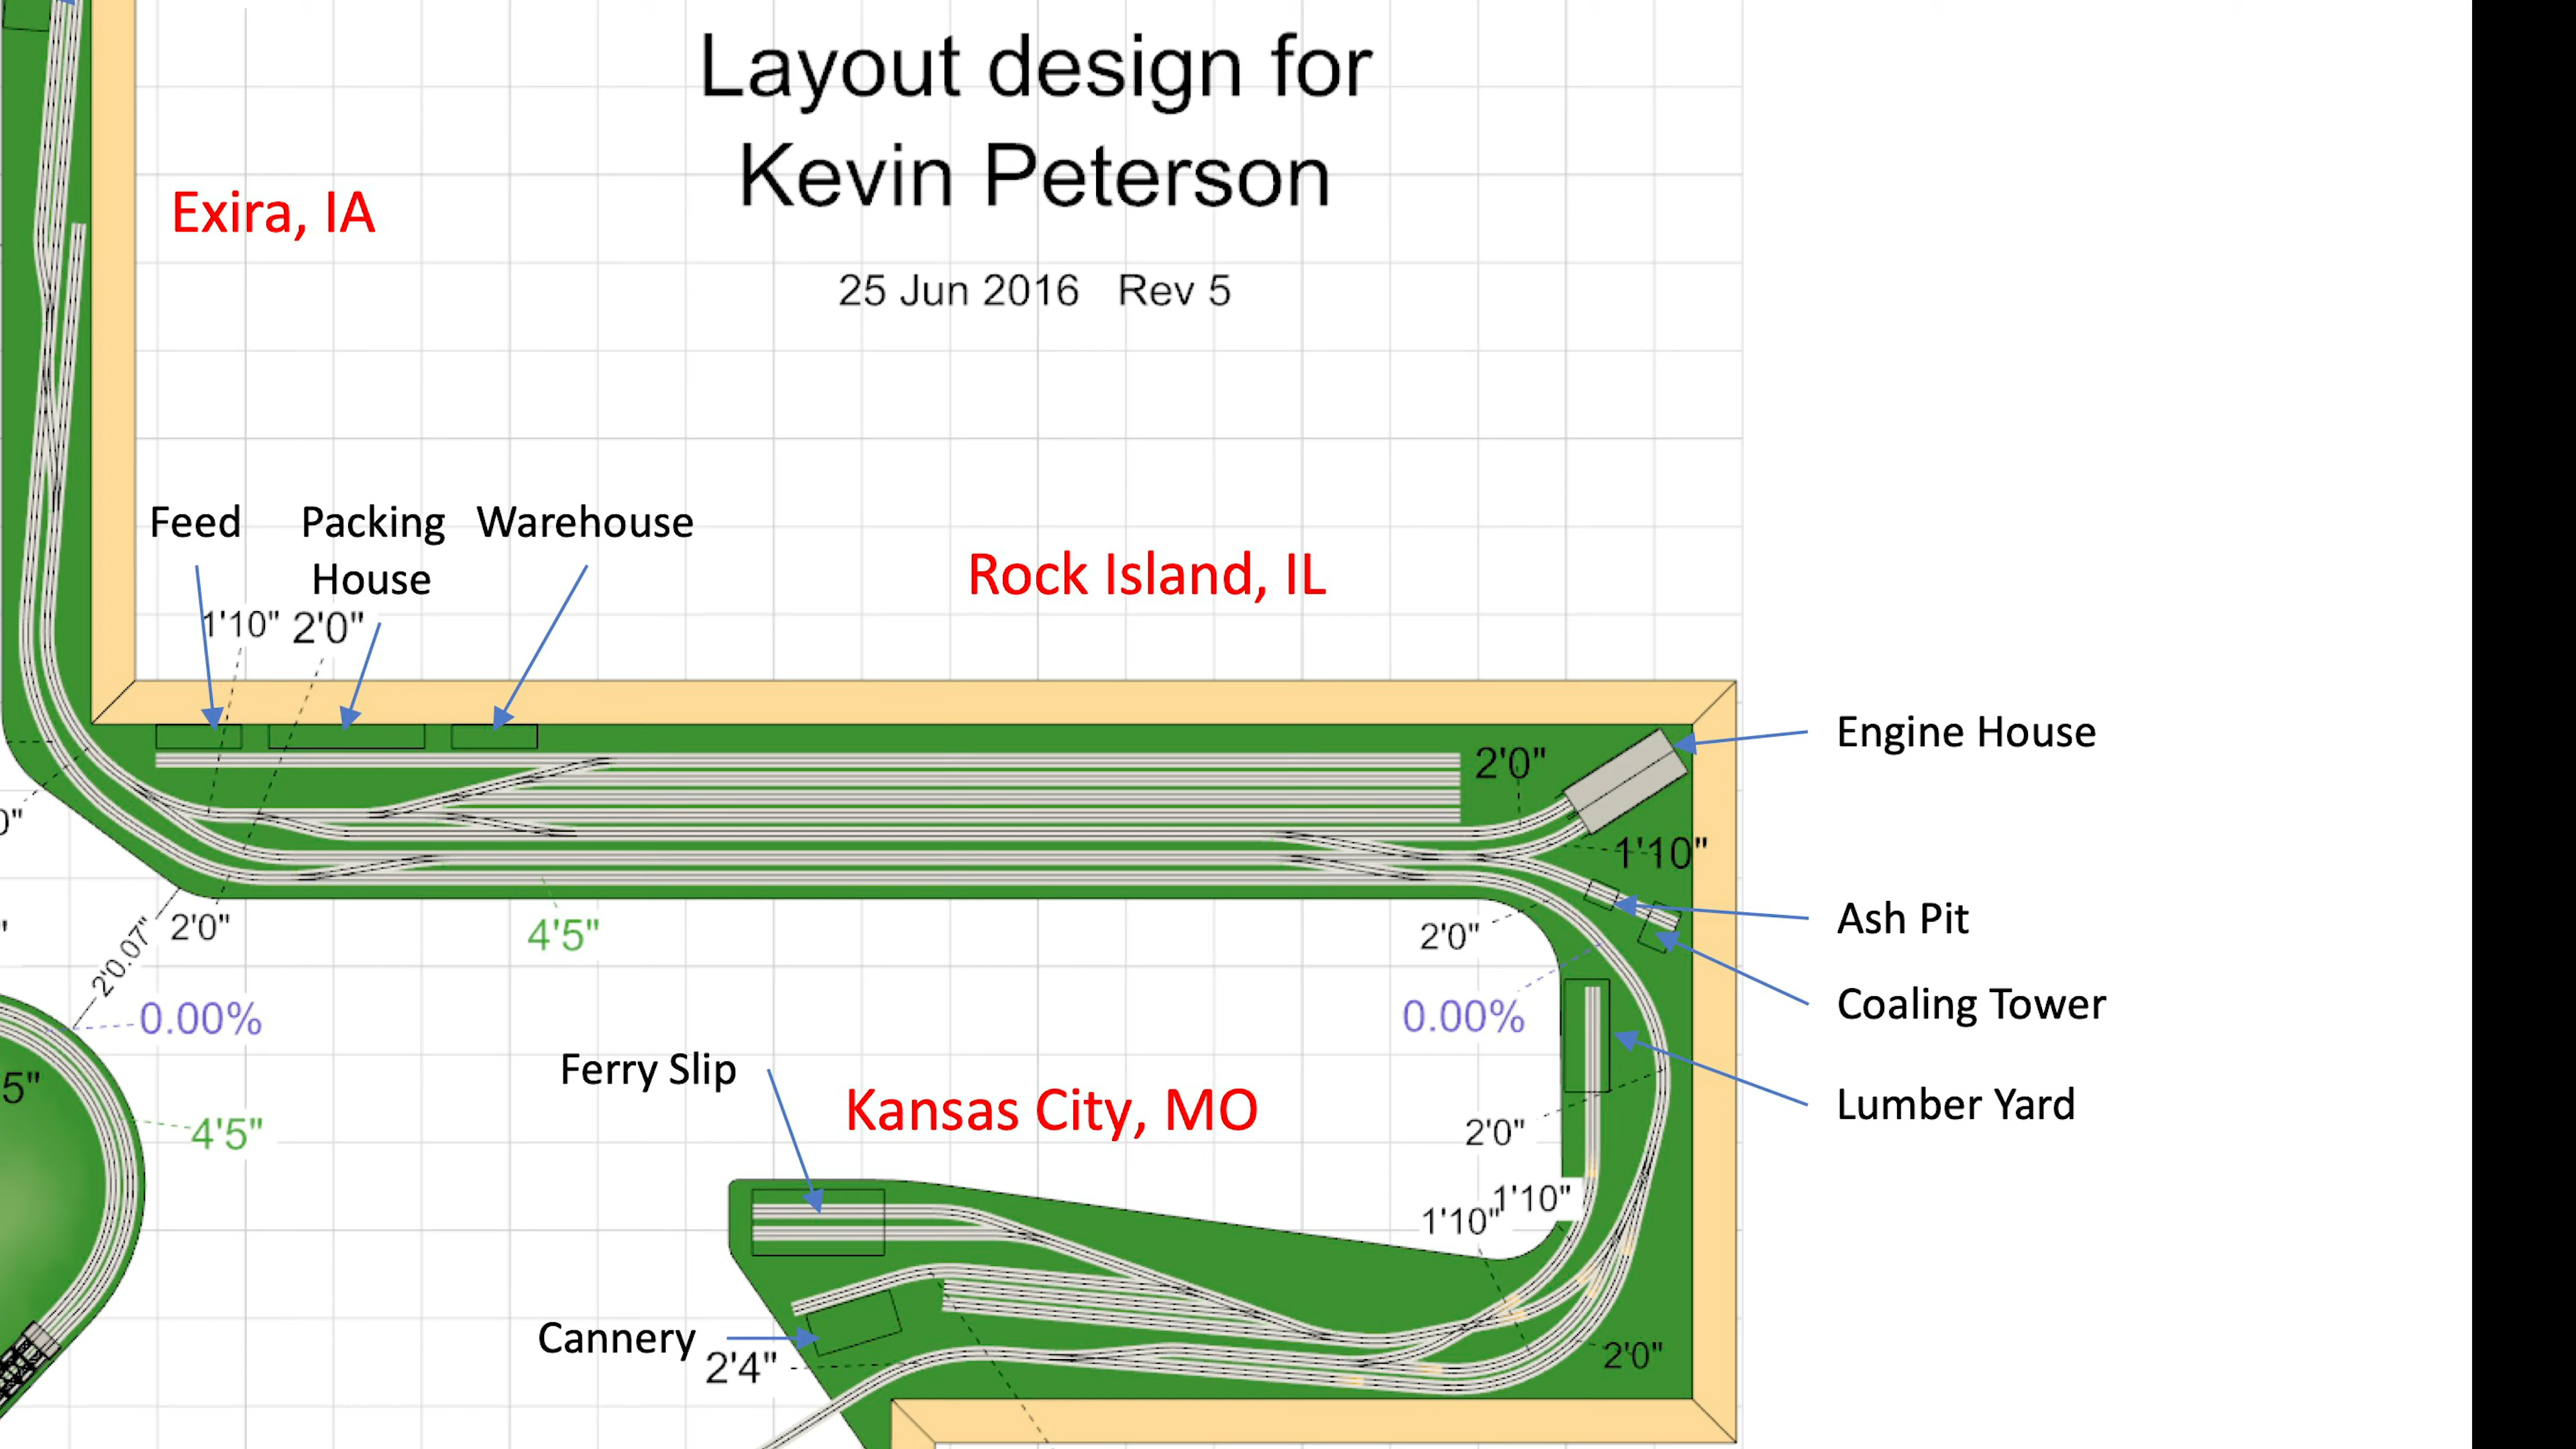 Layout design for
Kevin Peterson
25 Jun 2016 Rev 5
Exira, IA
Feed
Packing
House
Warehouse
1'10"
2'0"
Rock Island, IL
Engine House
2'0"
1'10"
Ash Pit
2'0"
4'5"
2'0"
2'0.07"
0.00%
Coaling Tower
0.00%
Ferry Slip
Kansas City, MO
Lumber Yard
5"
4'5"
2'0"
1'10"
1'10"
Cannery
2'4"
2'0"